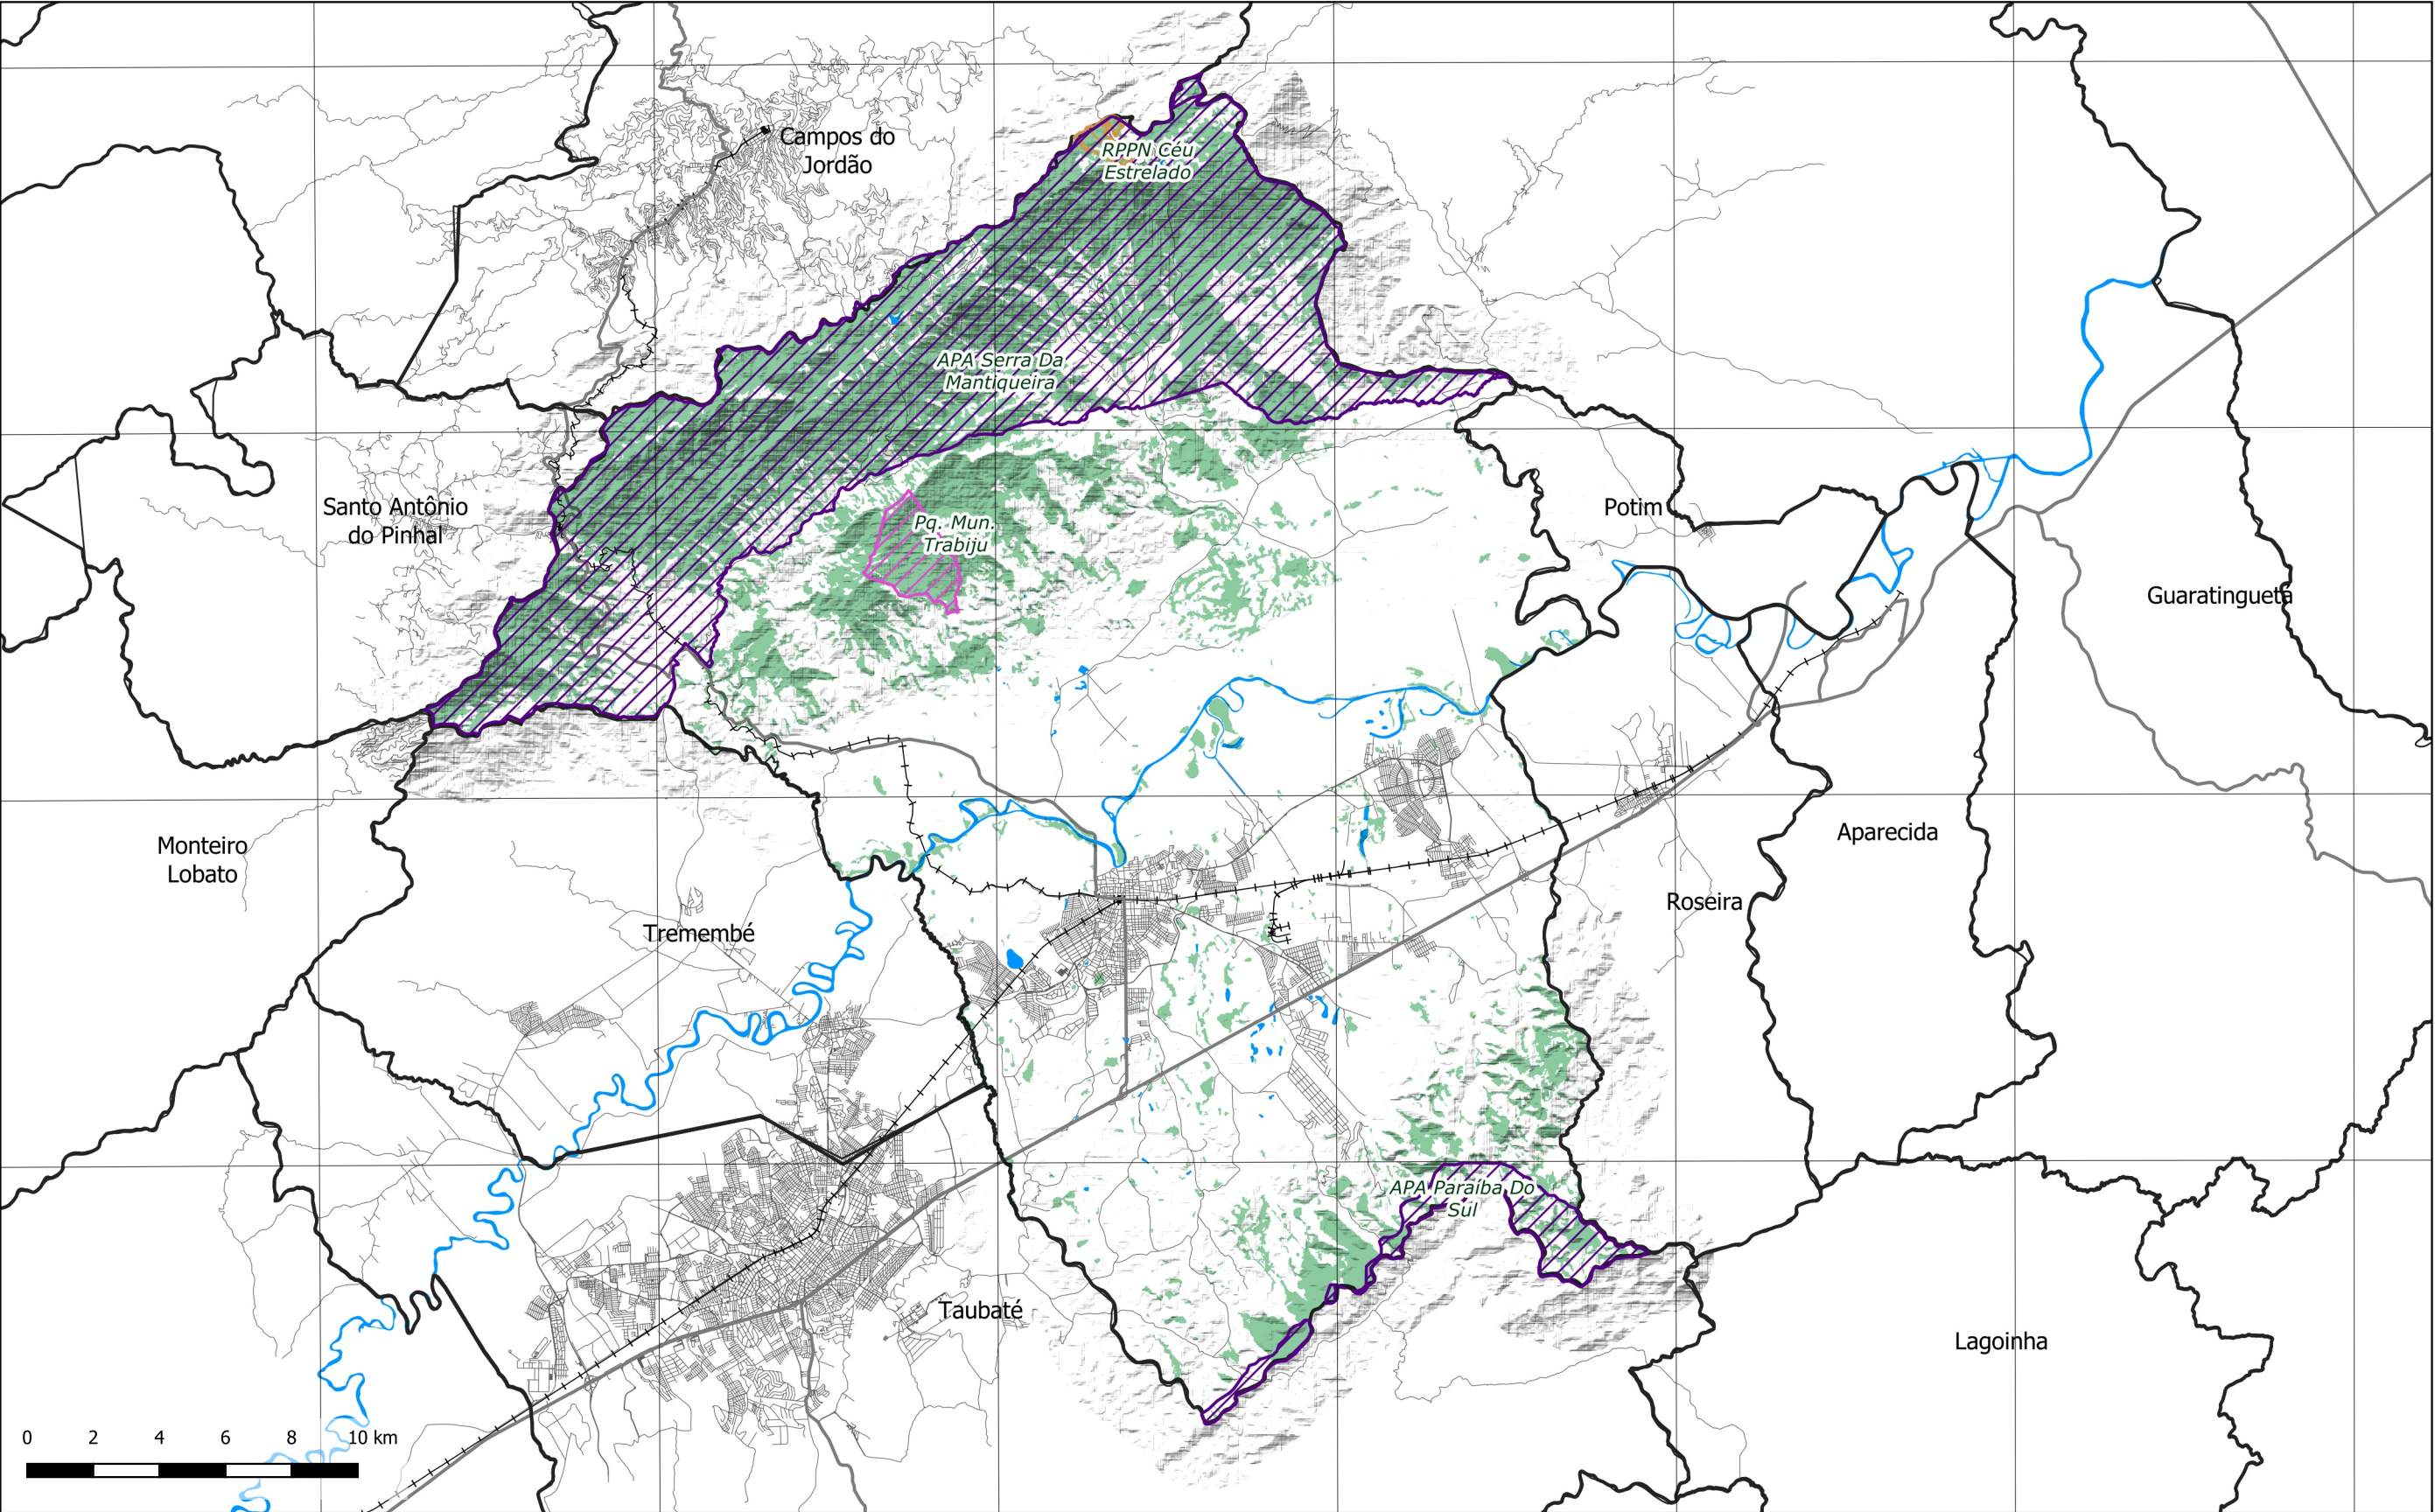 Campos do
Jordão
RPPN Céu
Estrelado
APA Serra Da
Mantiqueira
Santo Antônio
do Pinhal
Pq. Mun.
Trabiju
Potim
Guaratinguetá
Monteiro
Lobato
Aparecida
Roseira
Tremembé
APA Paraíba Do
Sul
Taubaté
Lagoinha
0 2 4 6 8 10 km